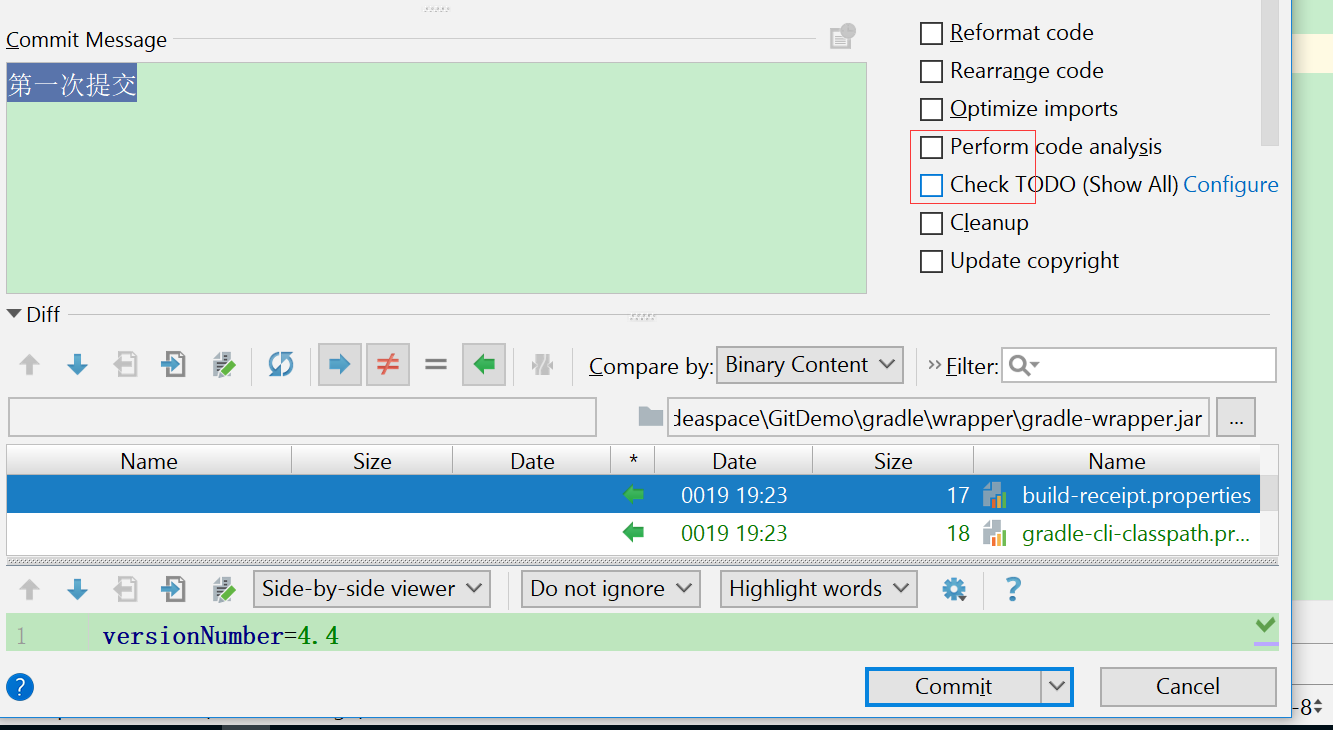 Commit Message
第一次提交
Reformat code
Rearrange code
Optimize imports
Perform code analysis
Check TODO (Show All) Configure
Cleanup
Update copyright
Diff
Compare by: Binary Content » Filter:
deaspace\GitDemo\gradle\wrapper\gradle-wrapper.jar ...
Name Size Date * Date Size Name
0019 19:23 17 build-receipt.properties
0019 19:23 18 gradle-cli-classpath.pr...
Side-by-side viewer Do not ignore Highlight words ?
1 versionNumber=4.4
? Commit Cancel
-8